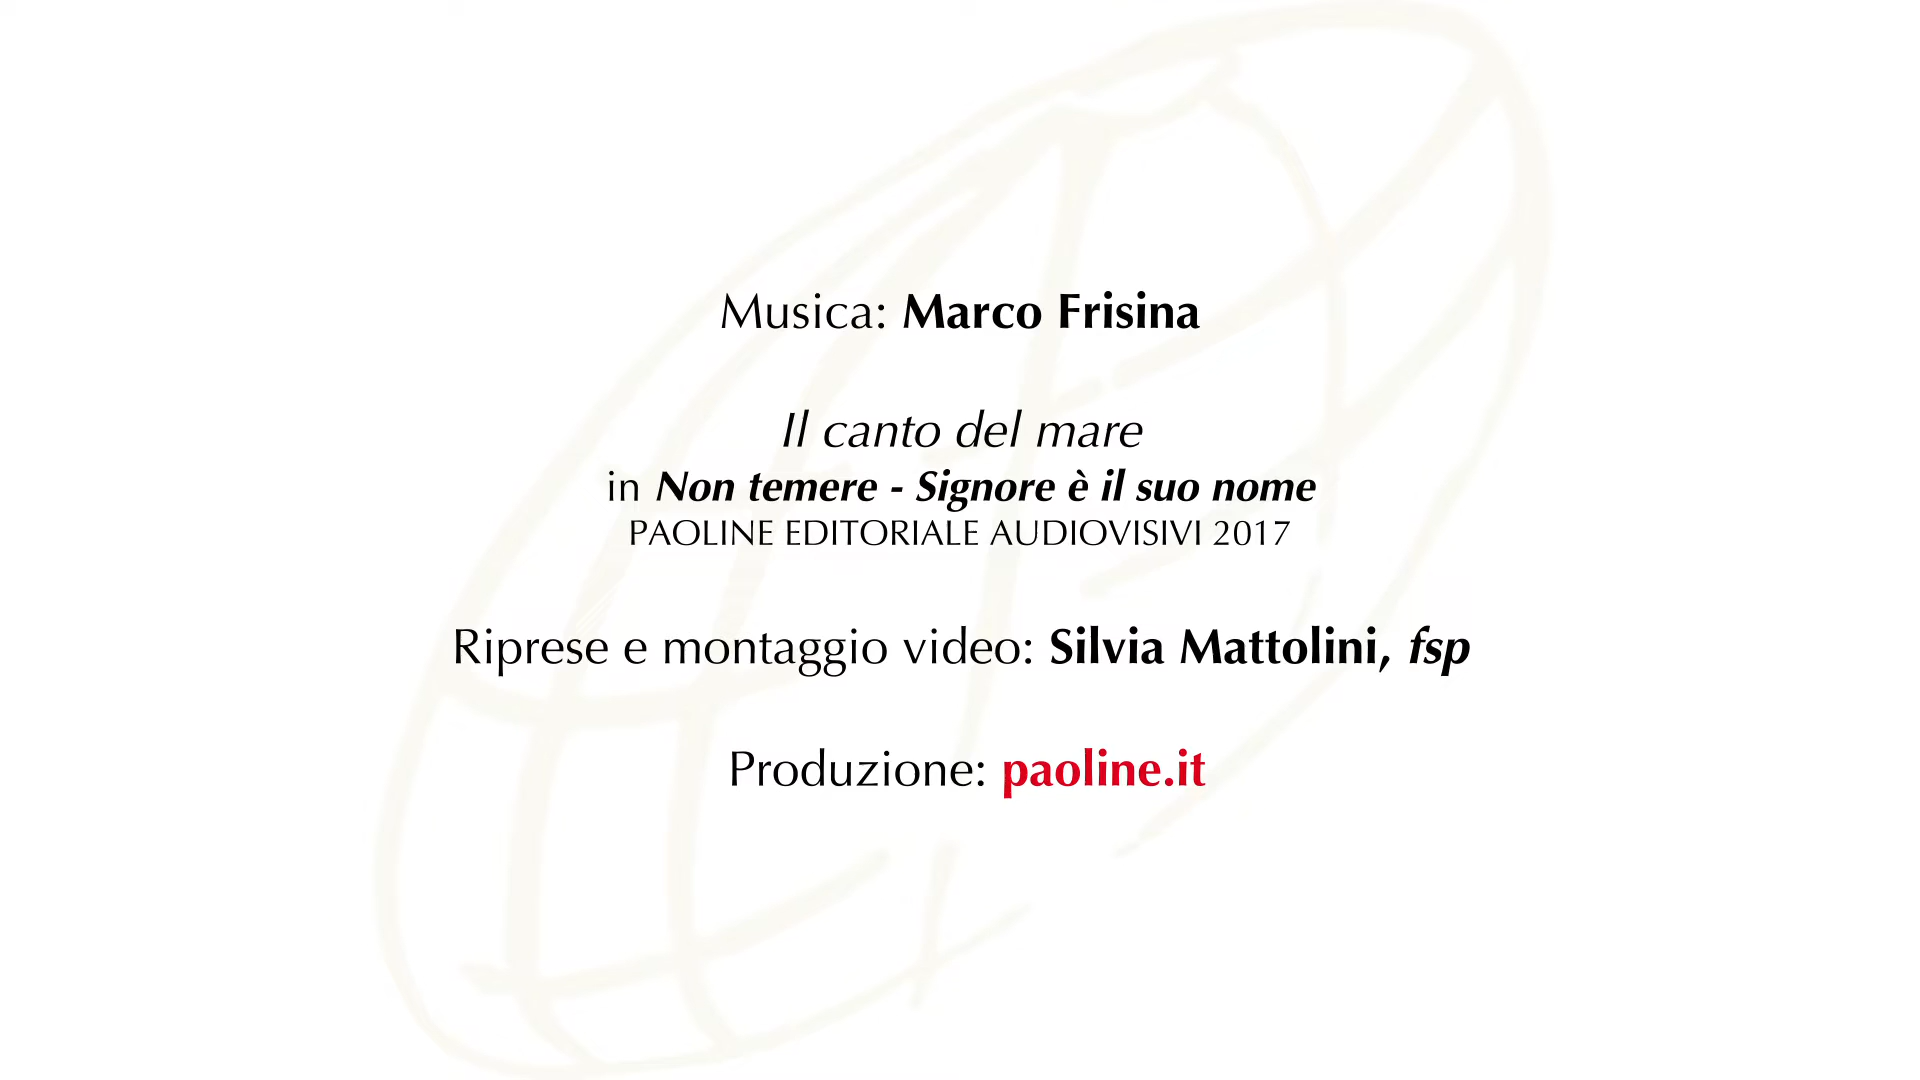 Musica: Marco Frisina
Il canto del mare
in Non temere - Signore è il suo nome
PAOLINE EDITORIALE AUDIOVISIVI 2017
Riprese e montaggio video: Silvia Mattolini, fsp
Produzione: paoline.it